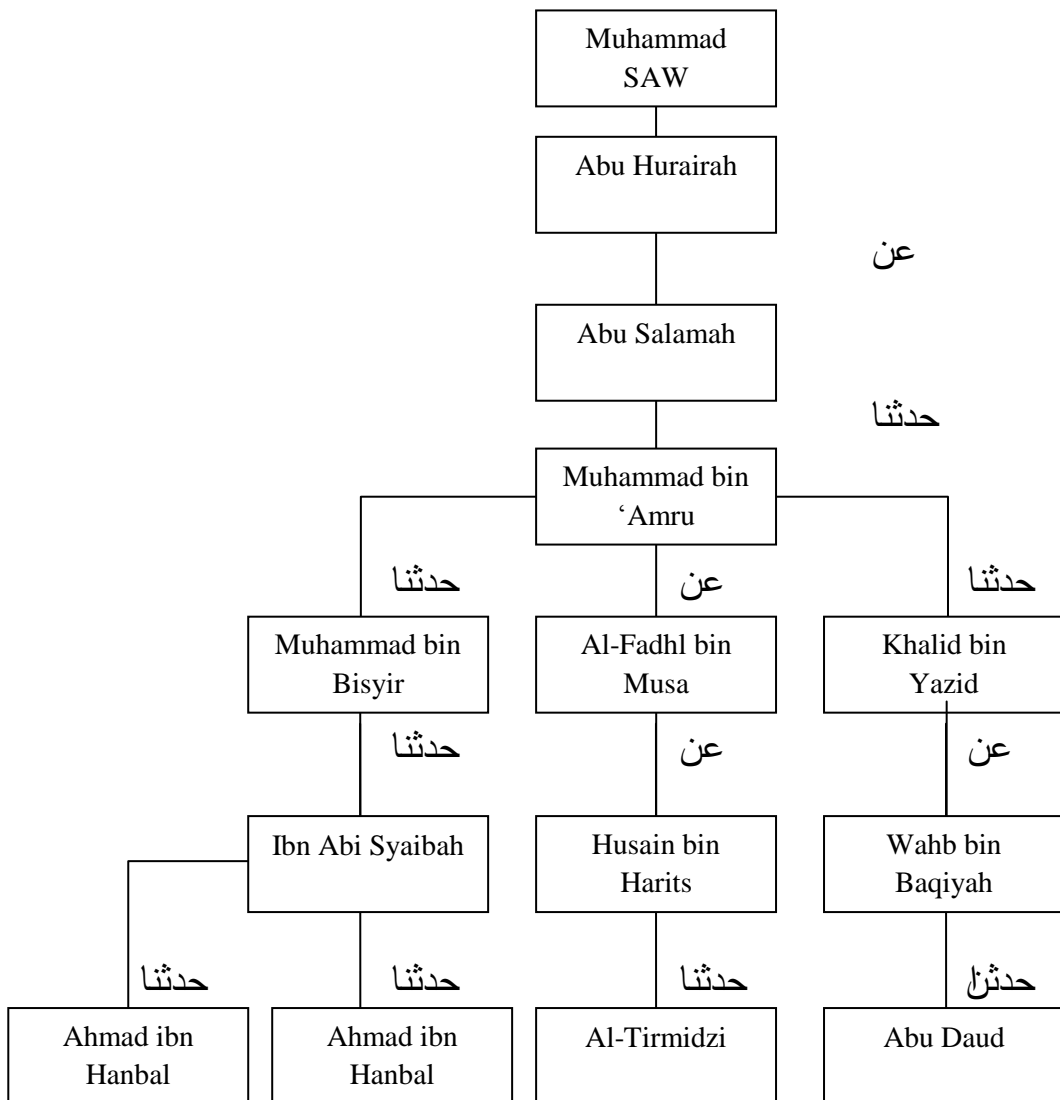 Muhammad
SAW
Abu Hurairah
عن
Abu Salamah
حدثنا
Muhammad bin
‘Amru
حدثنا
عن
حدثنا
Muhammad bin
Bisyir
Al-Fadhl bin
Musa
Khalid bin
Yazid
حدثنا
عن
عن
Ibn Abi Syaibah
Husain bin
Harits
Wahb bin
Baqiyah
حدثنا
حدثنا
حدثنا
حدثنا
Ahmad ibn
Hanbal
Ahmad ibn
Hanbal
Al-Tirmidzi
Abu Daud